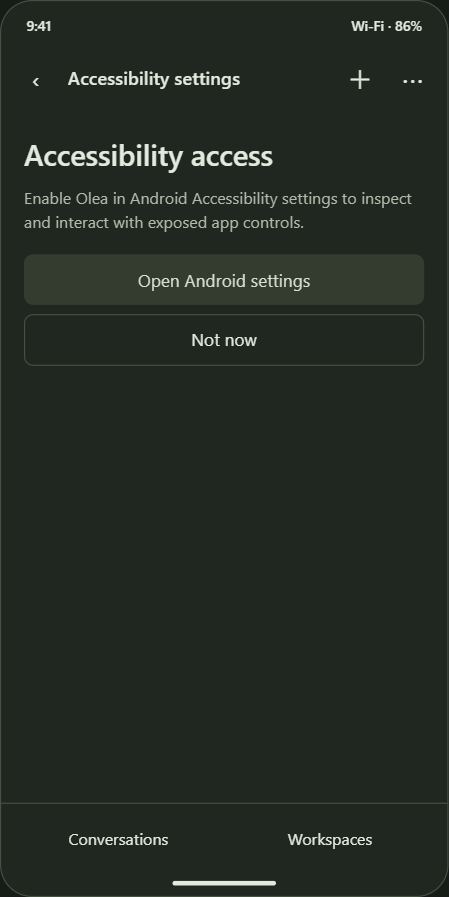 9:41
Wi-Fi · 86%
‹ Accessibility settings + ...
Accessibility access
Enable Olea in Android Accessibility settings to inspect
and interact with exposed app controls.
Open Android settings
Not now
Conversations
Workspaces